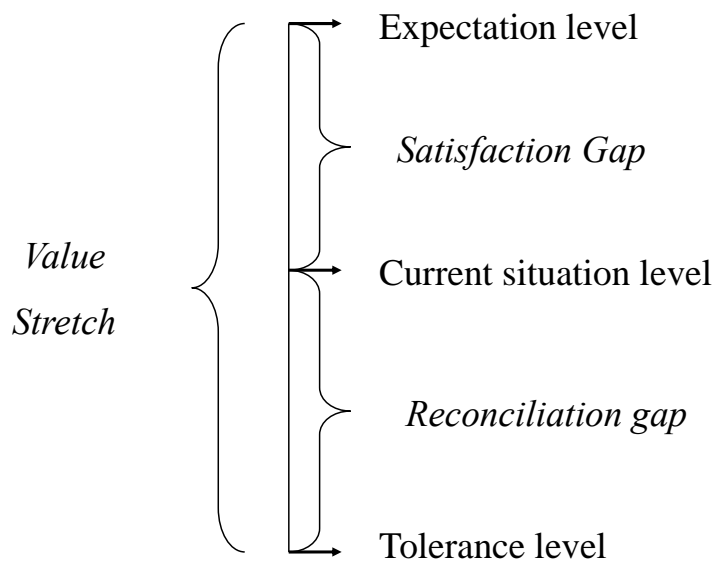 Expectation level
Satisfaction Gap
Value
Stretch
Current situation level
Reconciliation gap
Tolerance level